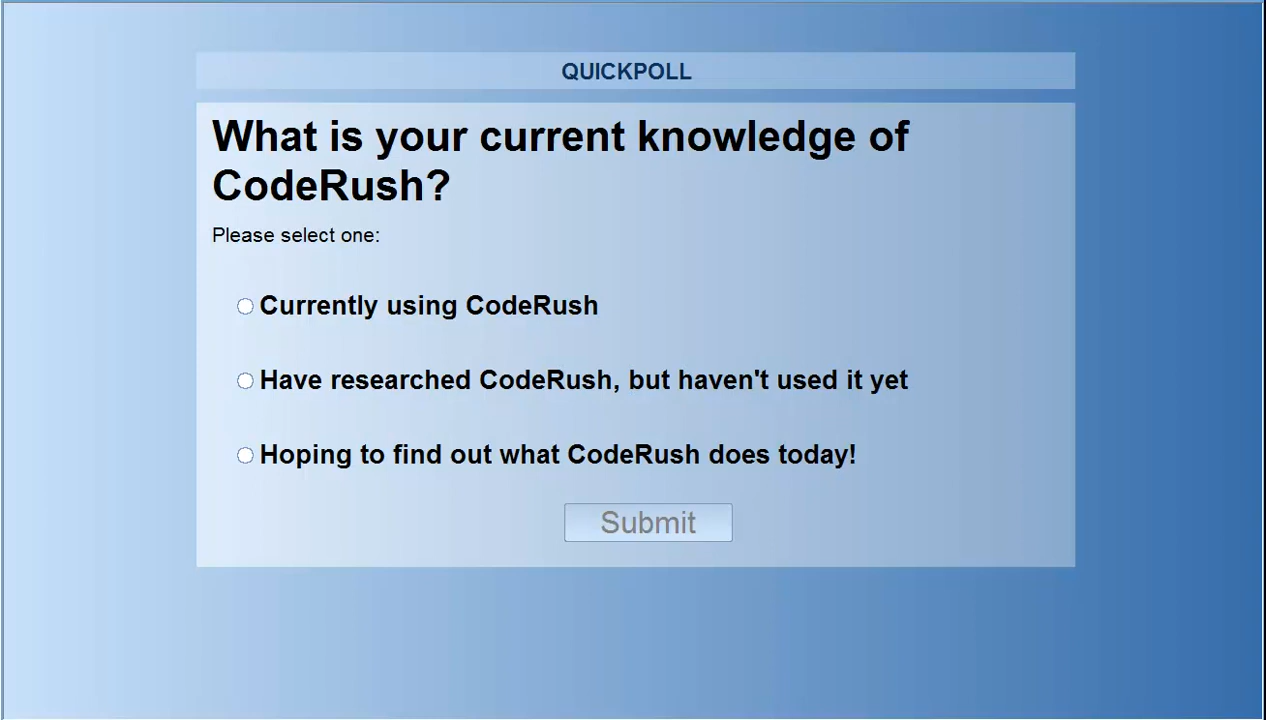 QUICKPOLL
What is your current knowledge of
CodeRush?
Please select one:
Currently using CodeRush
Have researched CodeRush, but haven't used it yet
Hoping to find out what CodeRush does today!
Submit